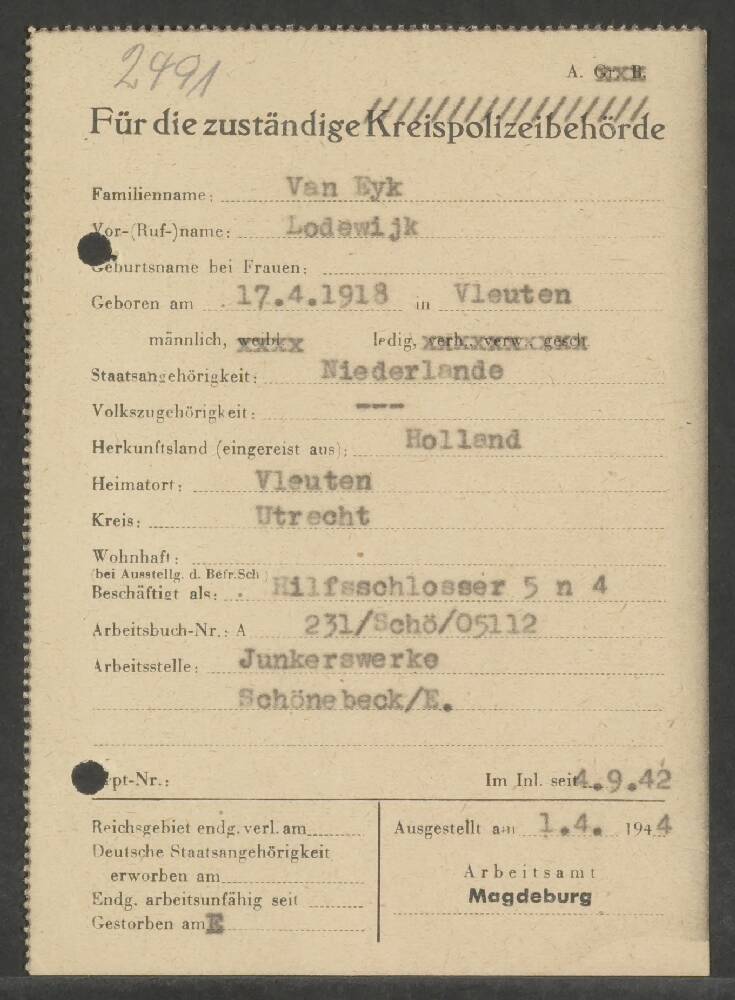 2491
A. Gr. B.
Für die zuständige Kreispolizeibehörde
Familienname: Van Eyk
Vor-(Ruf-)name: Lodewijk
Geburtsname bei Frauen:
Geboren am 17.4.1918 in Vleuten
männlich, weibl. ledig, verh., verw., gesch.
Staatsangehörigkeit: Niederlande
Volkszugehörigkeit: ---
Herkunftsland (eingereist aus): Holland
Heimatort: Vleuten
Kreis: Utrecht
Wohnhaft:
(bei Ausstellg. d. Befr.Sch.)
Beschäftigt als: Hilfsschlosser 5 n 4
Arbeitsbuch-Nr.: A 231/Schö/05112
Arbeitsstelle: Junkerswerke
Schönebeck/E.
pt-Nr.: Im Inl. seit 4.9.42
Reichsgebiet endg. verl. am
Deutsche Staatsangehörigkeit
erworben am
Endg. arbeitsunfähig seit
Gestorben am E
Ausgestellt am 1.4. 1944
Arbeitsamt
Magdeburg